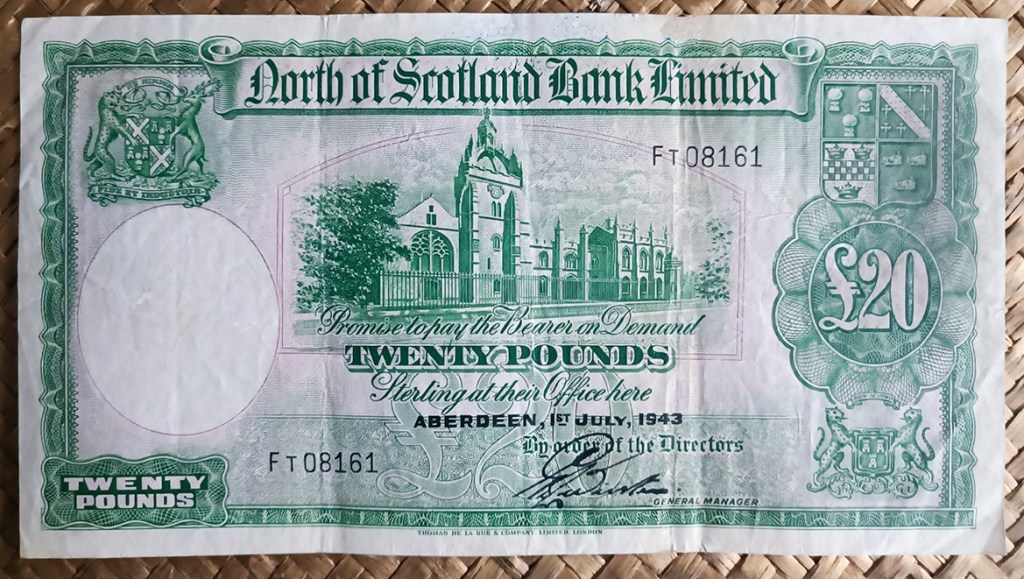 North of Scotland Bank Limited
FT 08161
£20
Promise to pay the Bearer on Demand
TWENTY POUNDS
Sterling at their Office here
ABERDEEN, 1ST JULY, 1943
By order of the Directors
FT 08161
GENERAL MANAGER
TWENTY
POUNDS
THOMAS DE LA RUE & COMPANY, LIMITED, LONDON